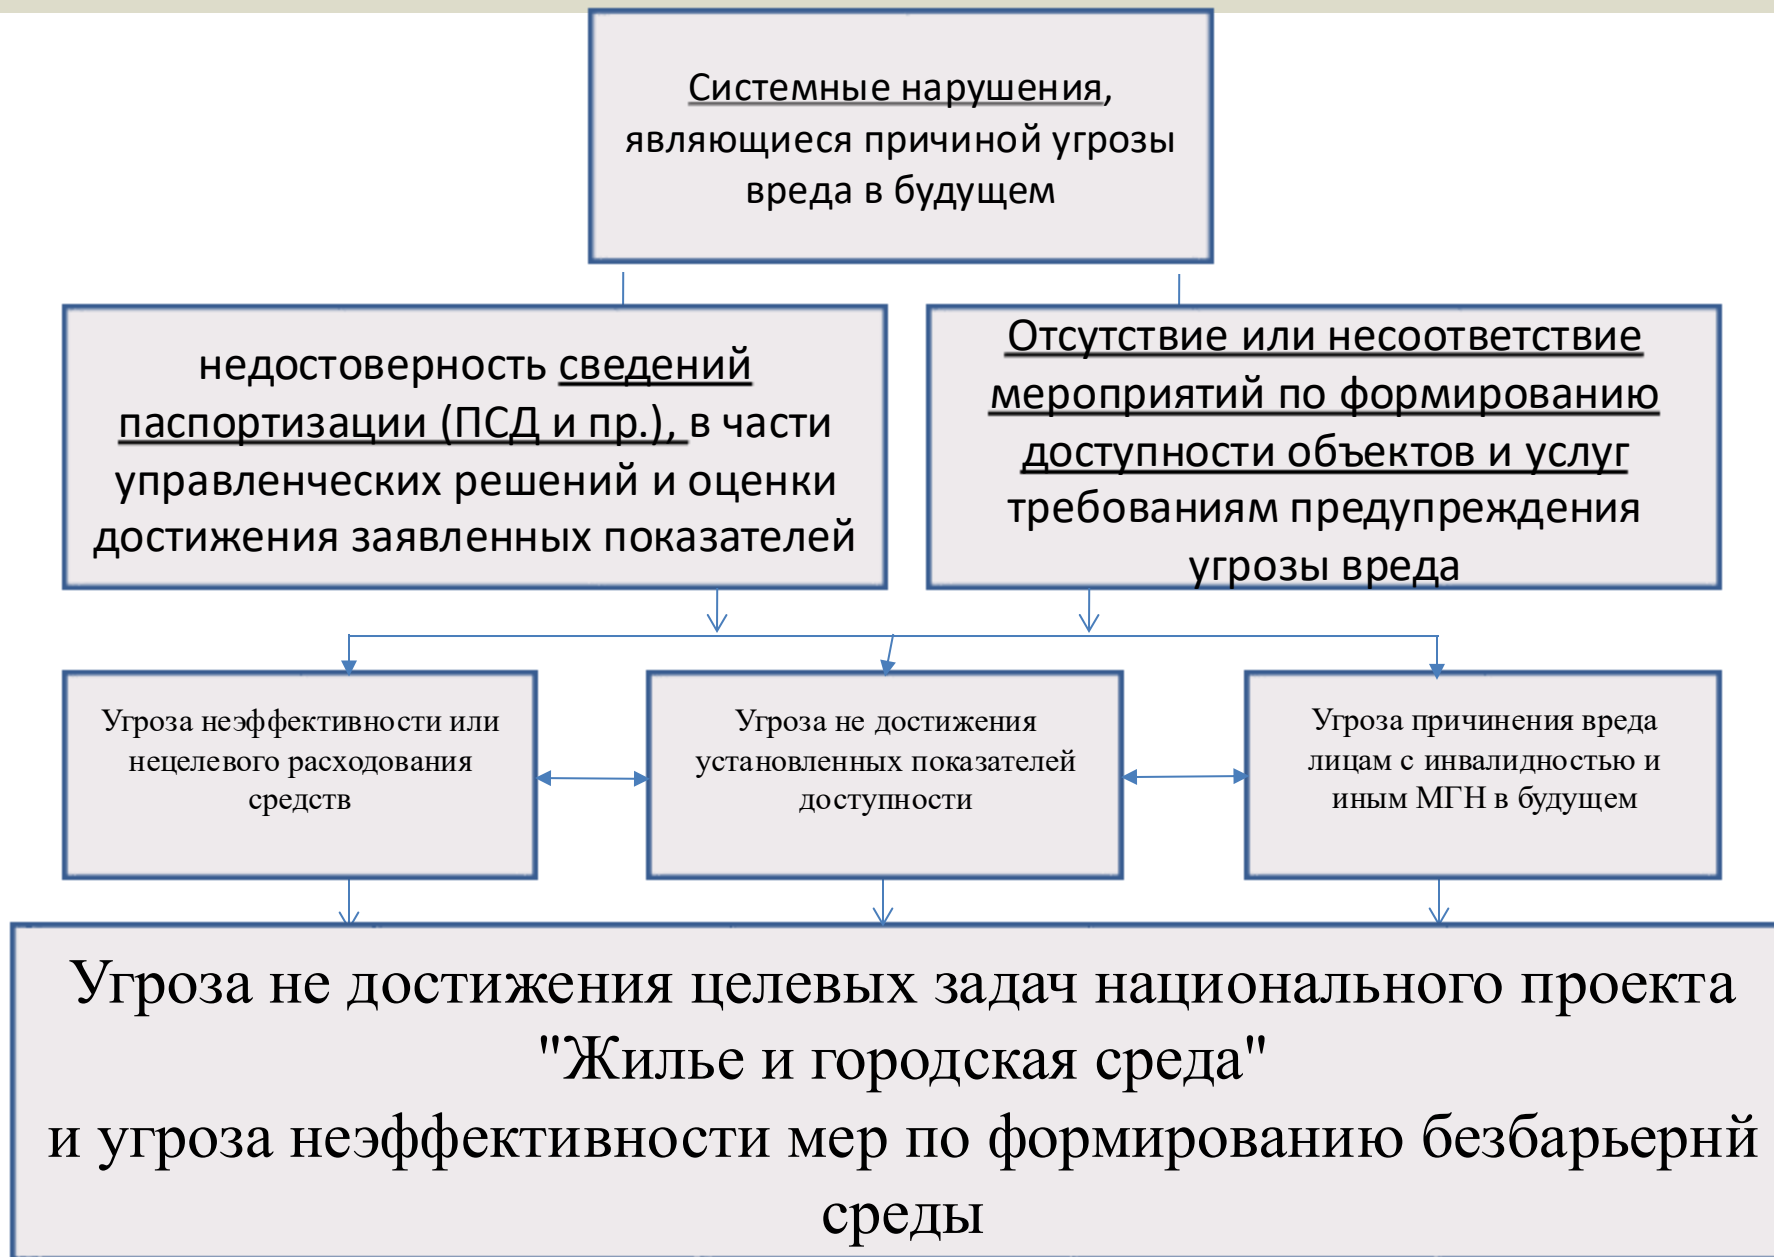 Системные нарушения,
являющиеся причиной угрозы
вреда в будущем
недостоверность сведений
паспортизации (ПСД и пр.), в части
управленческих решений и оценки
достижения заявленных показателей
Отсутствие или несоответствие
мероприятий по формированию
доступности объектов и услуг
требованиям предупреждения
угрозы вреда
Угроза неэффективности или
нецелевого расходования
средств
Угроза не достижения
установленных показателей
доступности
Угроза причинения вреда
лицам с инвалидностью и
иным МГН в будущем
Угроза не достижения целевых задач национального проекта
"Жилье и городская среда"
и угроза неэффективности мер по формированию безбарьернй
среды